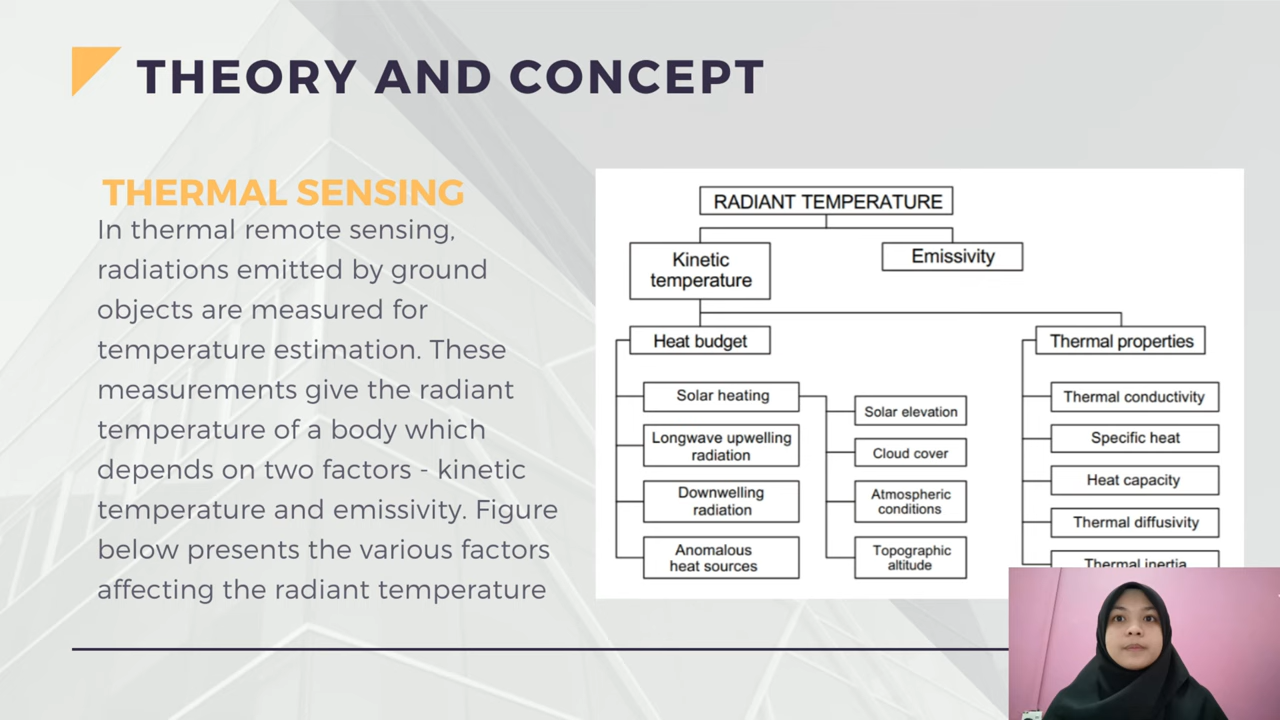 THEORY AND CONCEPT
THERMAL SENSING
In thermal remote sensing,
radiations emitted by ground
objects are measured for
temperature estimation. These
measurements give the radiant
temperature of a body which
depends on two factors - kinetic
temperature and emissivity. Figure
below presents the various factors
affecting the radiant temperature
RADIANT TEMPERATURE
Kinetic
temperature
Emissivity
Heat budget
Thermal properties
Solar heating
Longwave upwelling
radiation
Downwelling
radiation
Anomalous
heat sources
Solar elevation
Cloud cover
Atmospheric
conditions
Topographic
altitude
Thermal conductivity
Specific heat
Heat capacity
Thermal diffusivity
Thermal inertia